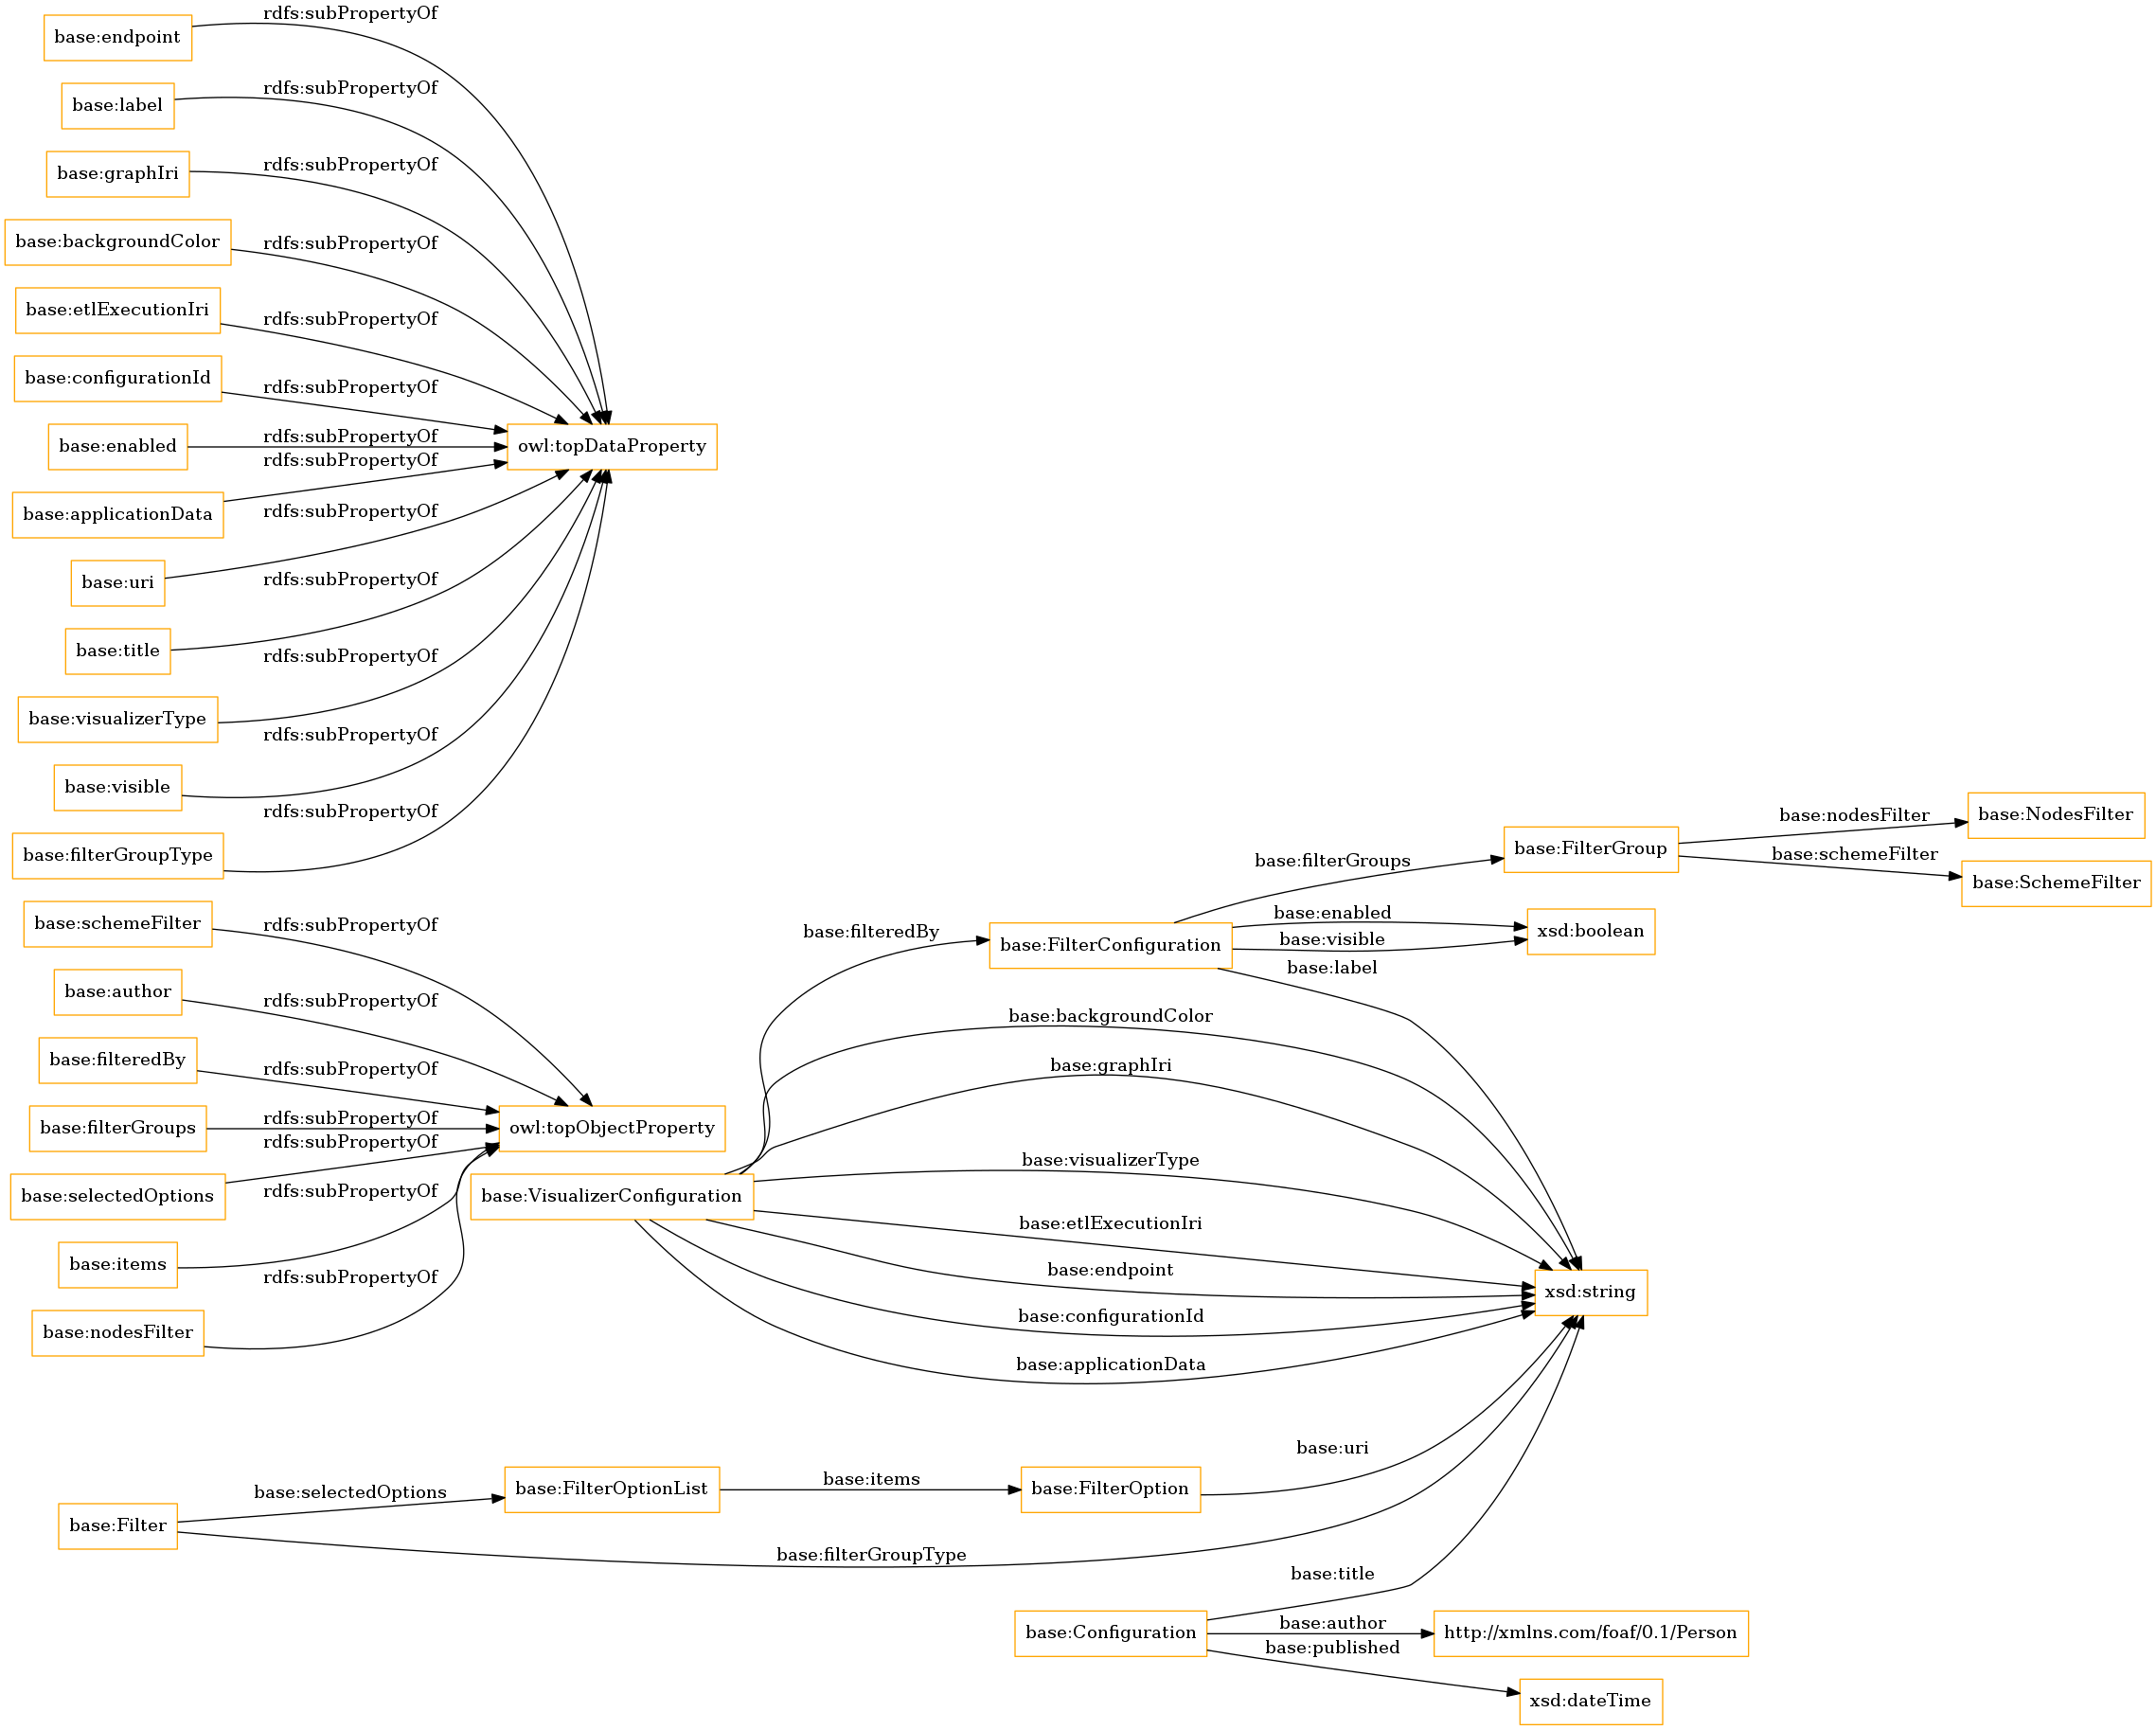 base:endpoint
rdfs:subPropertyOf
base:label
rdfs:subPropertyOf
base:graphIri
rdfs:subPropertyOf
base:backgroundColor
rdfs:subPropertyOf
base:etlExecutionIri
rdfs:subPropertyOf
base:configurationId
rdfs:subPropertyOf
base:enabled
rdfs:subPropertyOf
owl:topDataProperty
rdfs:subPropertyOf
base:applicationData
rdfs:subPropertyOf
base:uri
rdfs:subPropertyOf
base:title
rdfs:subPropertyOf
base:visualizerType
rdfs:subPropertyOf
base:visible
rdfs:subPropertyOf
base:filterGroupType
base:schemeFilter
rdfs:subPropertyOf
base:author
rdfs:subPropertyOf
base:filteredBy
rdfs:subPropertyOf
base:filterGroups
rdfs:subPropertyOf
owl:topObjectProperty
rdfs:subPropertyOf
base:selectedOptions
rdfs:subPropertyOf
base:items
rdfs:subPropertyOf
base:nodesFilter
base:VisualizerConfiguration
base:filteredBy
base:FilterConfiguration
base:filterGroups
base:FilterGroup
base:nodesFilter
base:NodesFilter
base:schemeFilter
base:SchemeFilter
base:enabled
base:visible
xsd:boolean
base:label
base:backgroundColor
base:graphIri
base:visualizerType
base:etlExecutionIri
base:endpoint
base:configurationId
base:applicationData
xsd:string
base:Filter
base:selectedOptions
base:FilterOptionList
base:items
base:FilterOption
base:uri
base:filterGroupType
base:title
base:Configuration
base:author
http://xmlns.com/foaf/0.1/Person
base:published
xsd:dateTime